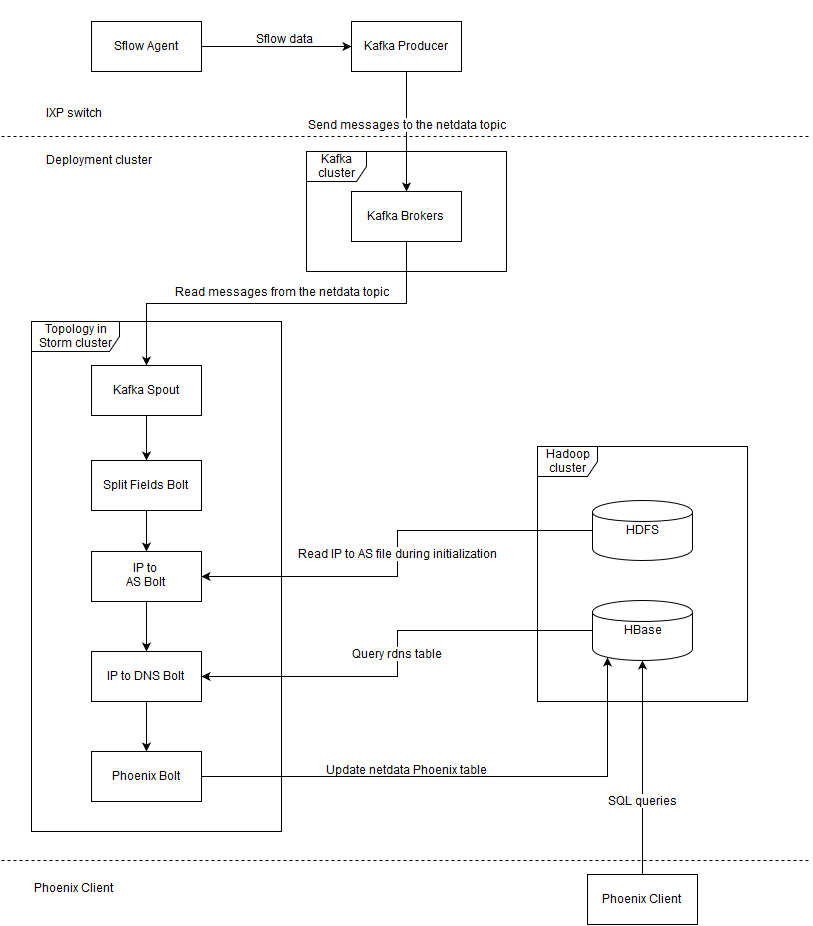 Sflow Agent
Sflow data
Kafka Producer
IXP switch
Send messages to the netdata topic
Deployment cluster
Kafka
cluster
Kafka Brokers
Read messages from the netdata topic
Topology in
Storm cluster
Kafka Spout
Split Fields Bolt
Hadoop
cluster
HDFS
Read IP to AS file during initialization
IP to
AS Bolt
HBase
Query rdns table
IP to DNS Bolt
Update netdata Phoenix table
Phoenix Bolt
SQL queries
Phoenix Client
Phoenix Client